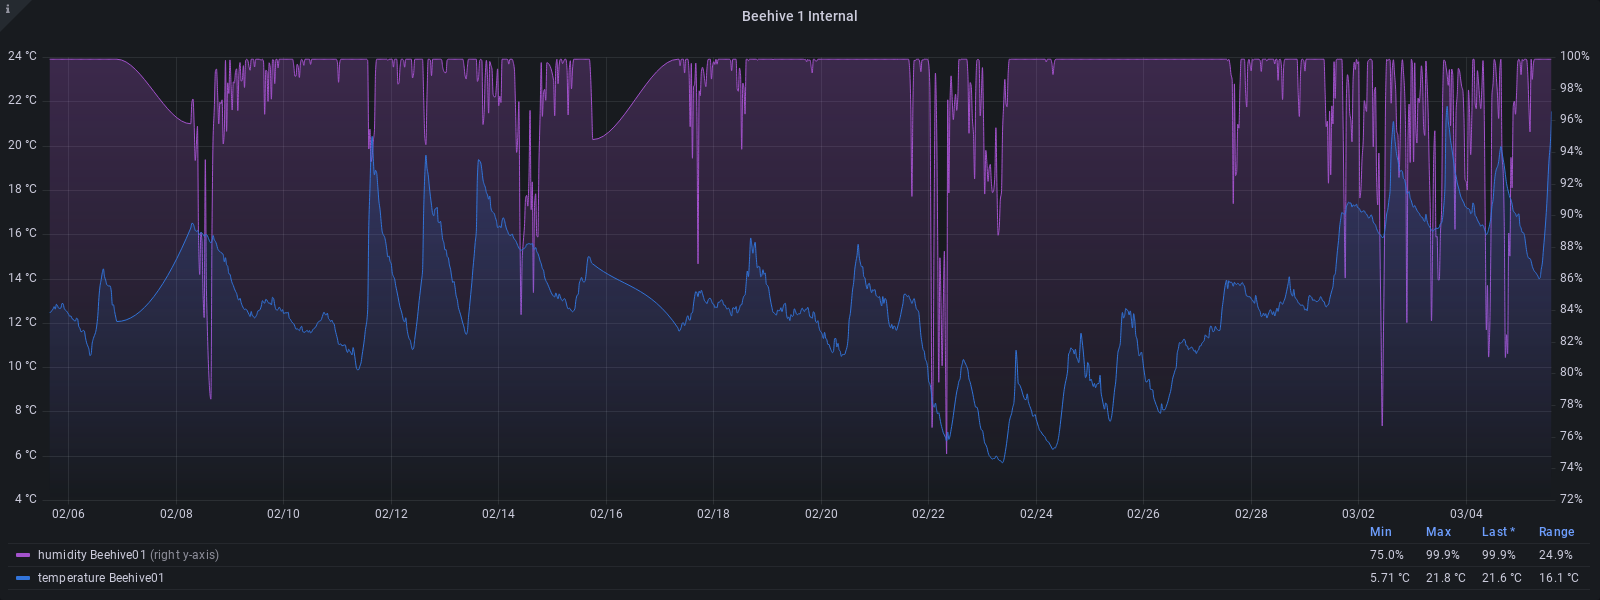 i
Beehive 1 Internal
24 °C 100%
98%
22 °C
96%
20 °C
94%
18 °C 92%
90%
16 °C
88%
14 °C 86%
84%
12 °C
82%
10 °C
80%
8 °C 78%
76%
6 °C
74%
4 °C 72%
02/06 02/08 02/10 02/12 02/14 02/16 02/18 02/20 02/22 02/24 02/26 02/28 03/02 03/04
Min Max Last * Range
humidity Beehive01 (right y-axis) 75.0% 99.9% 99.9% 24.9%
temperature Beehive01 5.71 °C 21.8 °C 21.6 °C 16.1 °C